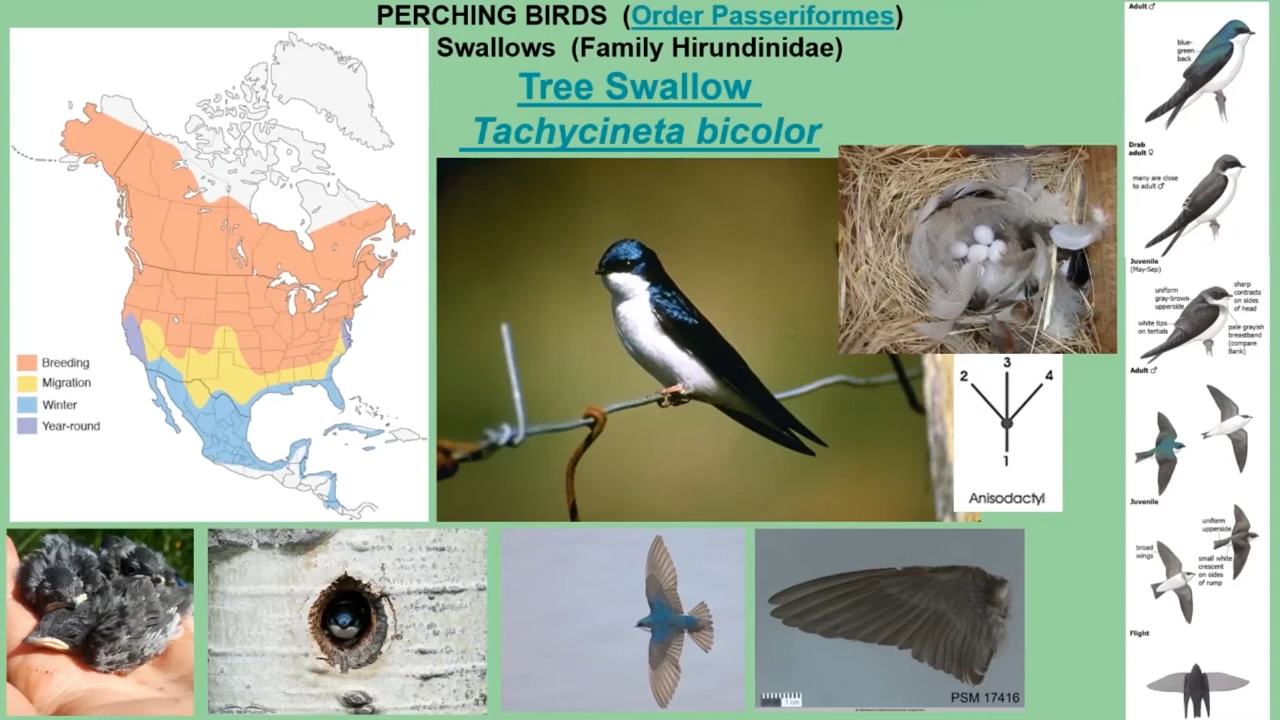 PERCHING BIRDS (Order Passeriformes)
Swallows (Family Hirundinidae)
Tree Swallow
Tachycineta bicolor
Breeding
Migration
Winter
Year-round
2
3
4
1
Anisodactyl
1 cm
PSM 17416
Adult ♂
blue-
green
back
Drab
adult ♀
many are close
to adult ♂
Juvenile
(May-Sep)
uniform
gray-brown
upperside
sharp
contrasts
on sides
of head
white tips
on tertials
pale grayish
breastband
(compare
Bank)
Adult ♂
Juvenile
uniform
upperside
broad
wings
small white
crescent
on sides
of rump
Flight